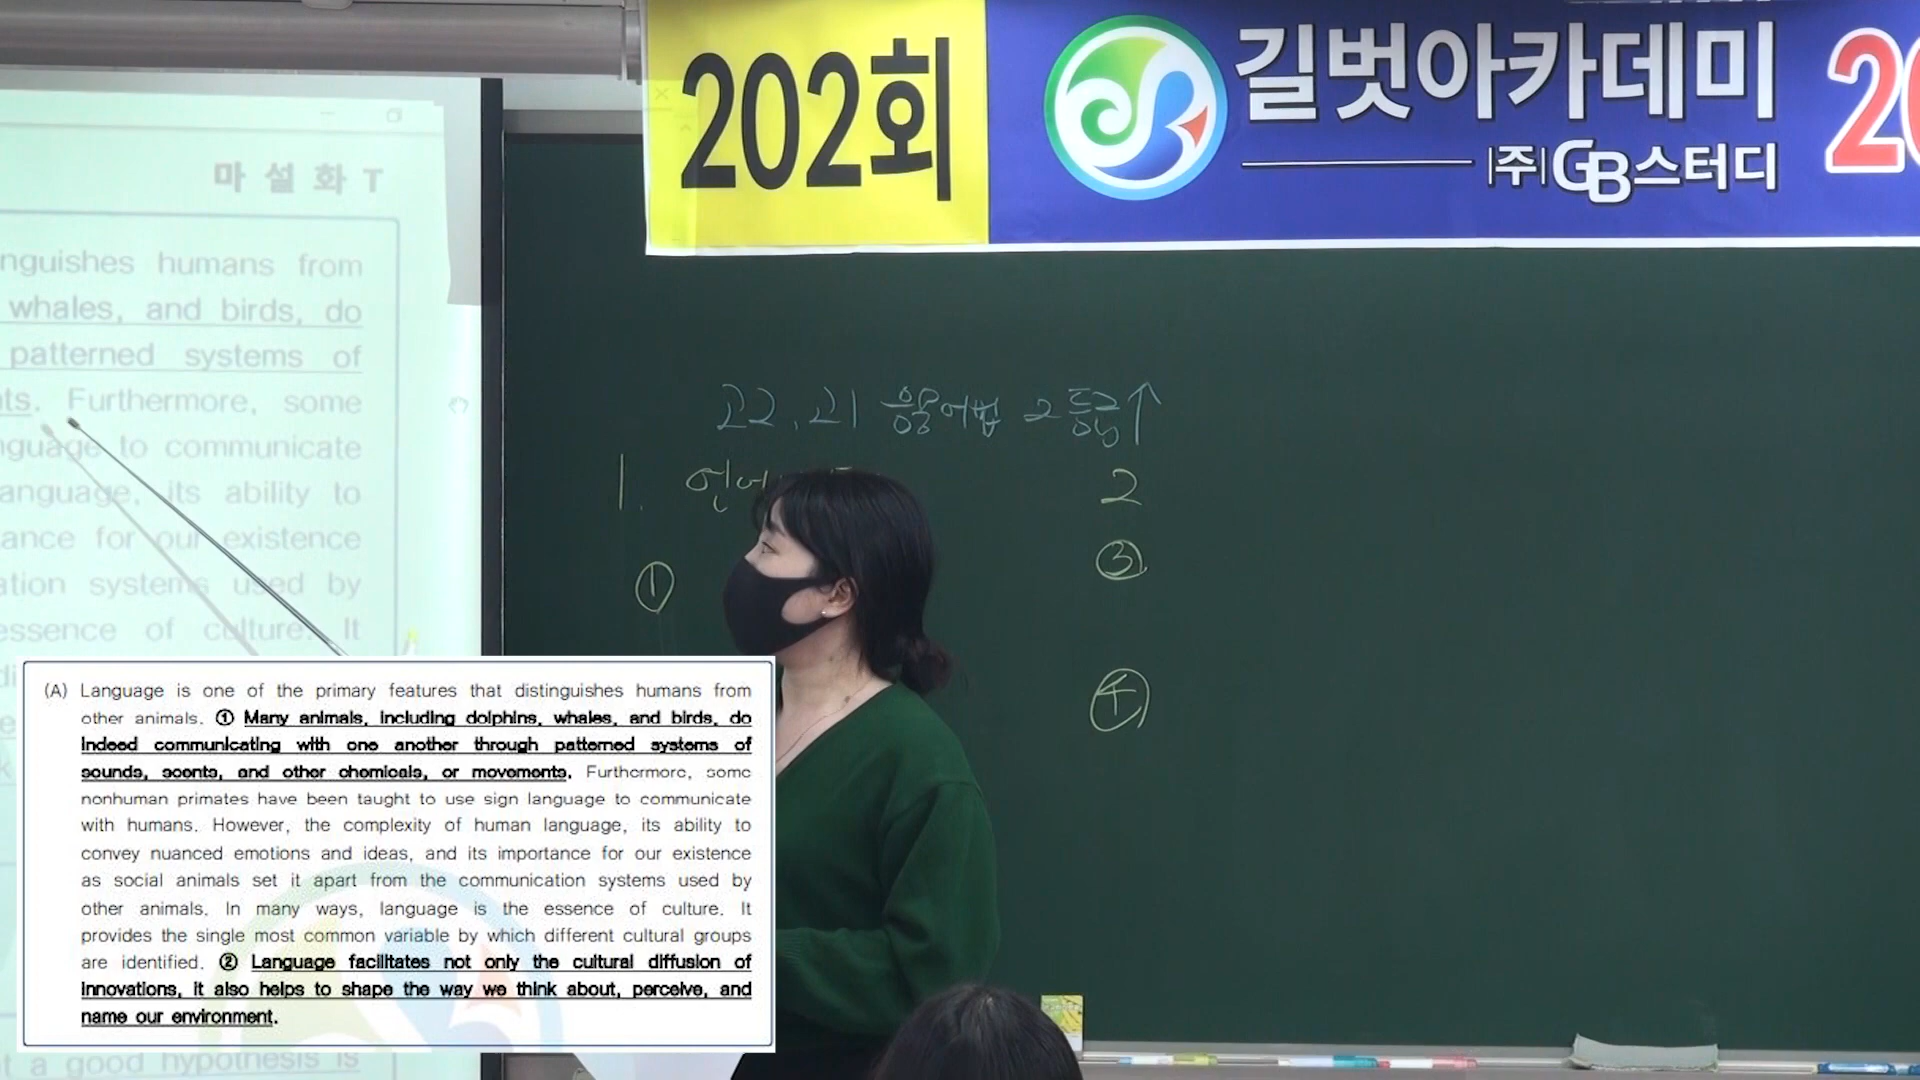 202회
길벗아카데미
|주|GB스터디
20
마 설 화 T
nguishes humans from
whales, and birds, do
patterned systems of
nts. Furthermore, some
nguage to communicate
anguage, its ability to
ance for our existence
ation systems used by
essence of culture. It
t a good hypothesis is
고2, 고1 응용어법 2등급↑
1. 언어
2
①
③
④
(A) Language is one of the primary features that distinguishes humans from
other animals. ① Many animals, including dolphins, whales, and birds, do
indeed communicating with one another through patterned systems of
sounds, scents, and other chemicals, or movements. Furthermore, some
nonhuman primates have been taught to use sign language to communicate
with humans. However, the complexity of human language, its ability to
convey nuanced emotions and ideas, and its importance for our existence
as social animals set it apart from the communication systems used by
other animals. In many ways, language is the essence of culture. It
provides the single most common variable by which different cultural groups
are identified. ② Language facilitates not only the cultural diffusion of
innovations, it also helps to shape the way we think about, perceive, and
name our environment.